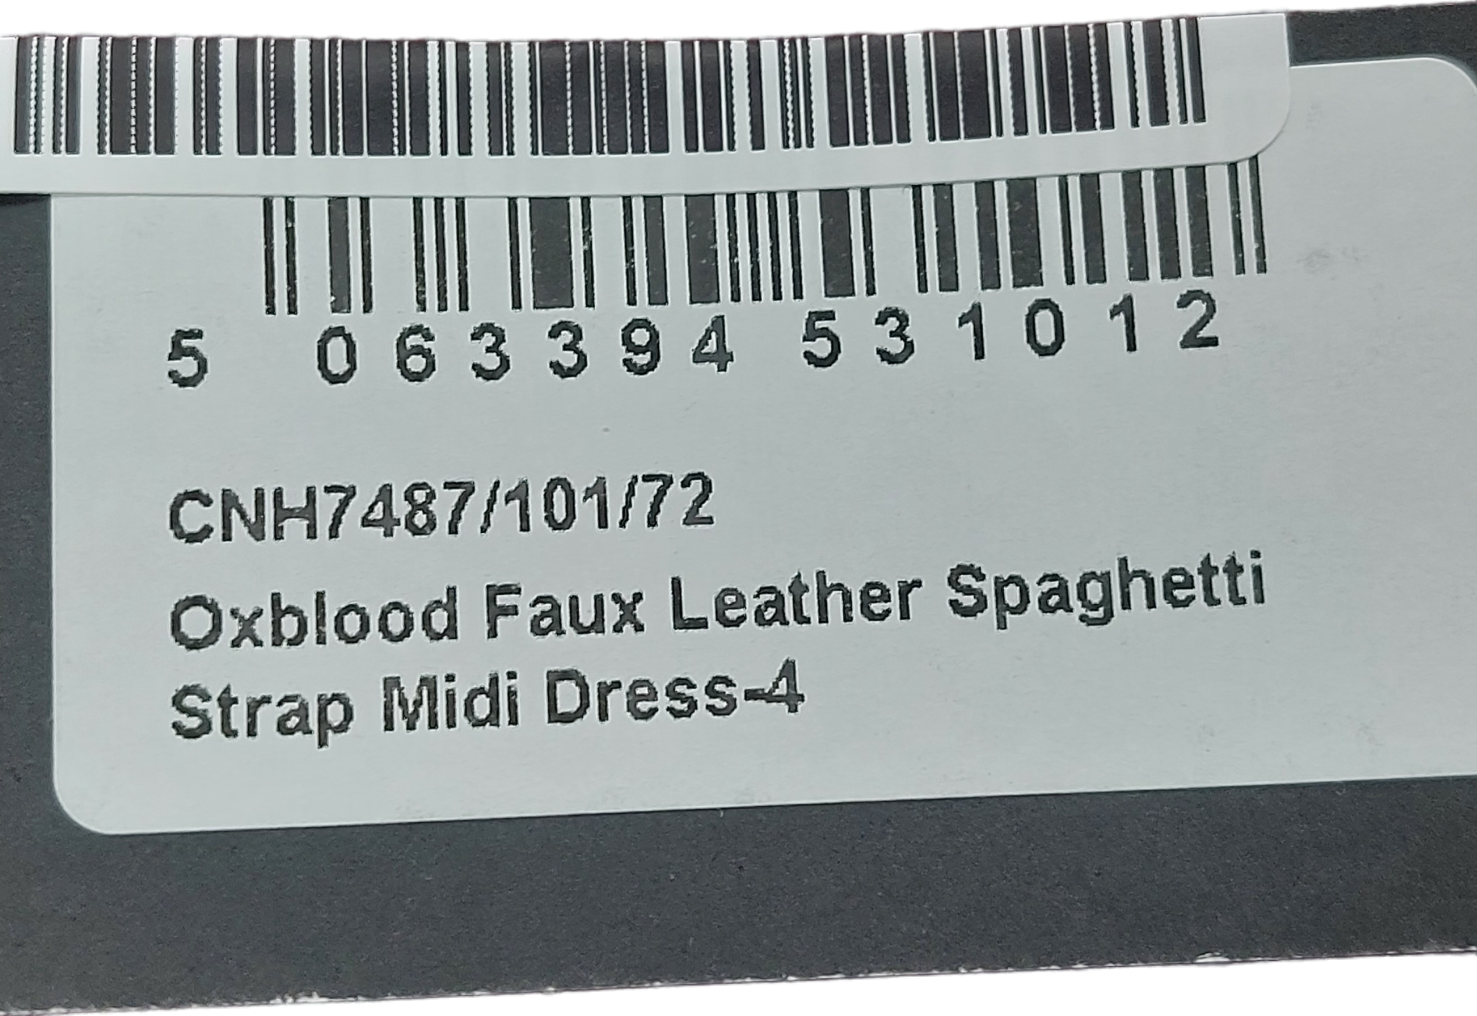 5 063394 531012
CNH7487/101/72
Oxblood Faux Leather Spaghetti
Strap Midi Dress-4